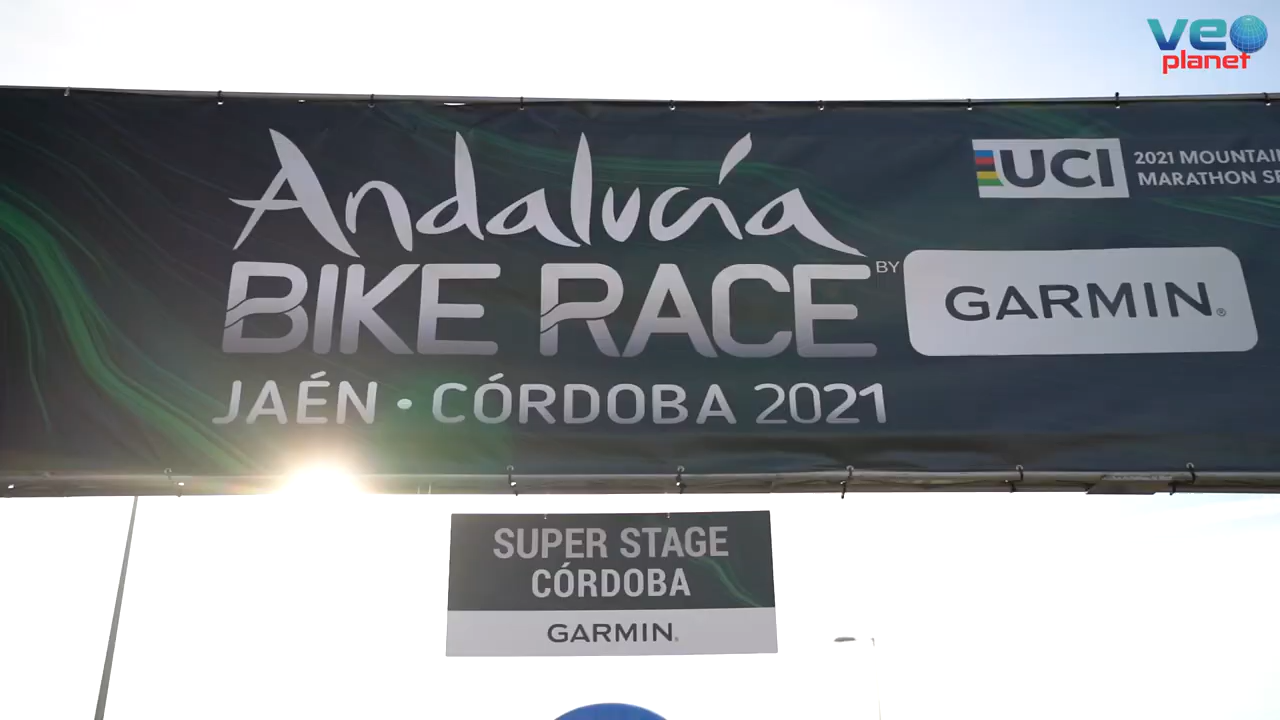 veo
planet
Andalucía
BIKE RACE
BY
GARMIN®
JAÉN • CÓRDOBA 2021
UCI
2021 MOUNTAI
MARATHON SE
SUPER STAGE
CÓRDOBA
GARMIN®